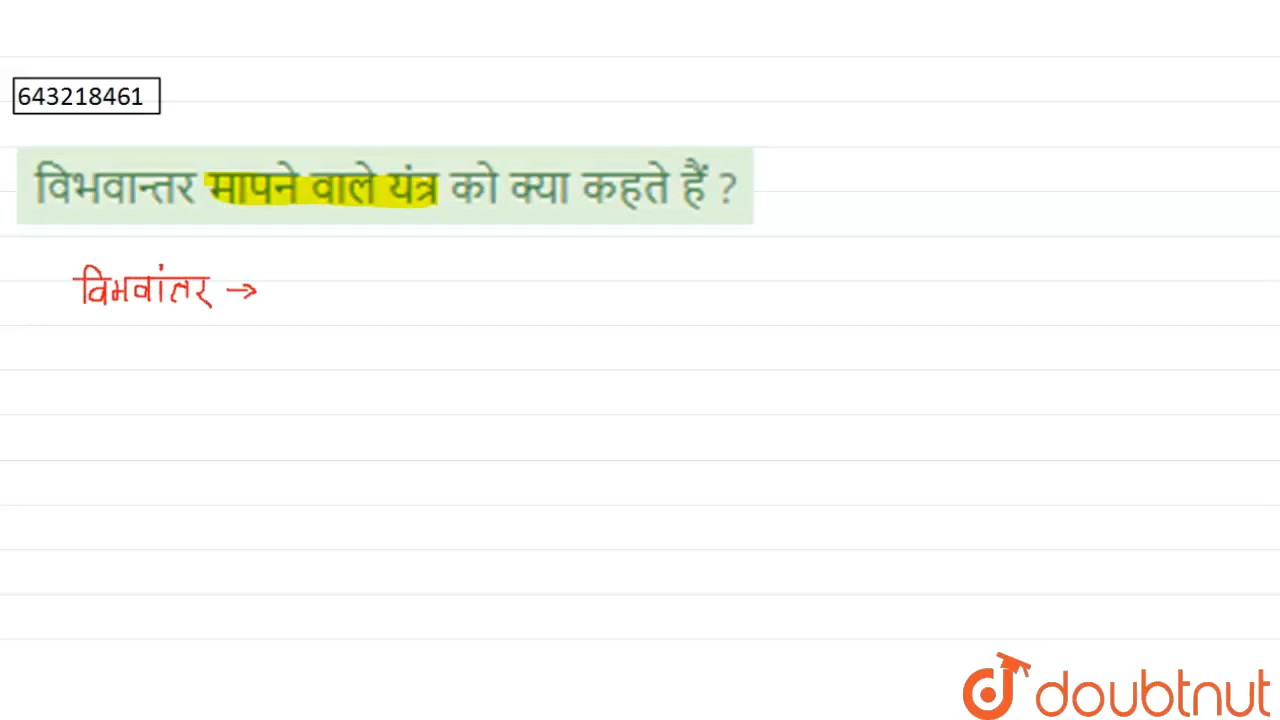 643218461
विभवान्तर मापने वाले यंत्र को क्या कहते हैं ?
विभवांतर →
doubtnut